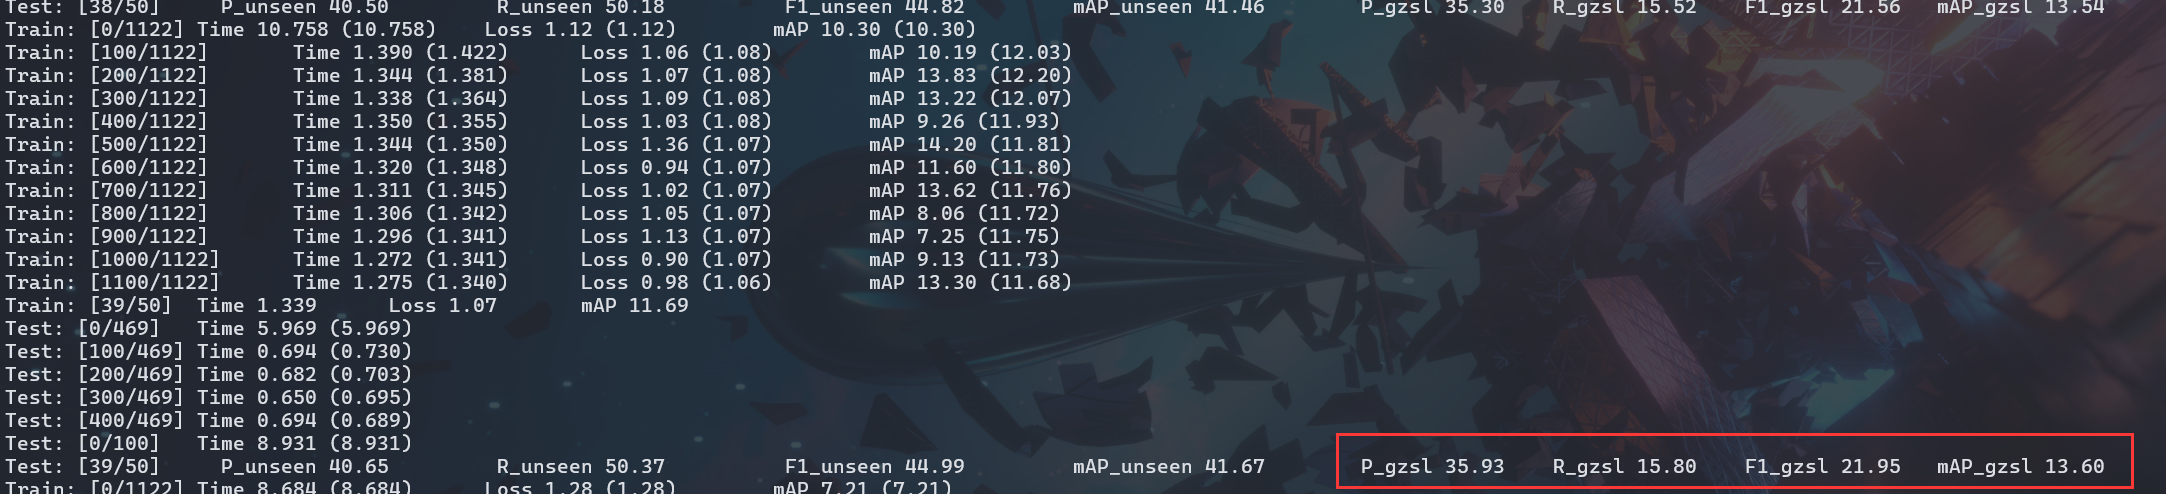 Test: [38/50] P_unseen 40.50 R_unseen 50.18 F1_unseen 44.82 mAP_unseen 41.46 P_gzsl 35.30 R_gzsl 15.52 F1_gzsl 21.56 mAP_gzsl 13.54
Train: [0/1122] Time 10.758 (10.758) Loss 1.12 (1.12) mAP 10.30 (10.30)
Train: [100/1122] Time 1.390 (1.422) Loss 1.06 (1.08) mAP 10.19 (12.03)
Train: [200/1122] Time 1.344 (1.381) Loss 1.07 (1.08) mAP 13.83 (12.20)
Train: [300/1122] Time 1.338 (1.364) Loss 1.09 (1.08) mAP 13.22 (12.07)
Train: [400/1122] Time 1.350 (1.355) Loss 1.03 (1.08) mAP 9.26 (11.93)
Train: [500/1122] Time 1.344 (1.350) Loss 1.36 (1.07) mAP 14.20 (11.81)
Train: [600/1122] Time 1.320 (1.348) Loss 0.94 (1.07) mAP 11.60 (11.80)
Train: [700/1122] Time 1.311 (1.345) Loss 1.02 (1.07) mAP 13.62 (11.76)
Train: [800/1122] Time 1.306 (1.342) Loss 1.05 (1.07) mAP 8.06 (11.72)
Train: [900/1122] Time 1.296 (1.341) Loss 1.13 (1.07) mAP 7.25 (11.75)
Train: [1000/1122] Time 1.272 (1.341) Loss 0.90 (1.07) mAP 9.13 (11.73)
Train: [1100/1122] Time 1.275 (1.340) Loss 0.98 (1.06) mAP 13.30 (11.68)
Train: [39/50] Time 1.339 Loss 1.07 mAP 11.69
Test: [0/469] Time 5.969 (5.969)
Test: [100/469] Time 0.694 (0.730)
Test: [200/469] Time 0.682 (0.703)
Test: [300/469] Time 0.650 (0.695)
Test: [400/469] Time 0.694 (0.689)
Test: [0/100] Time 8.931 (8.931)
Test: [39/50] P_unseen 40.65 R_unseen 50.37 F1_unseen 44.99 mAP_unseen 41.67 P_gzsl 35.93 R_gzsl 15.80 F1_gzsl 21.95 mAP_gzsl 13.60
Train: [0/1122] Time 8.684 (8.684) Loss 1.28 (1.28) mAP 7.21 (7.21)